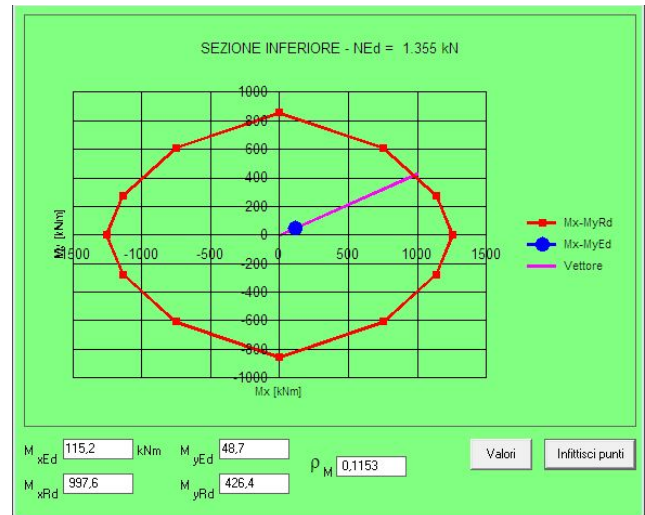 SEZIONE INFERIORE - NEd = 1.355 kN
1000
800
600
400
200
0
-1500 -1000 -500 0 500 1000 1500
-200
-400
-600
-800
-1000
Mx [kNm]
Mx-MyRd
Mx-MyEd
Vettore
M xEd 115,2 kNm M yEd 48,7
ρ M 0,1153
M xRd 997,6 M yRd 426,4
Valori Infittisci punti